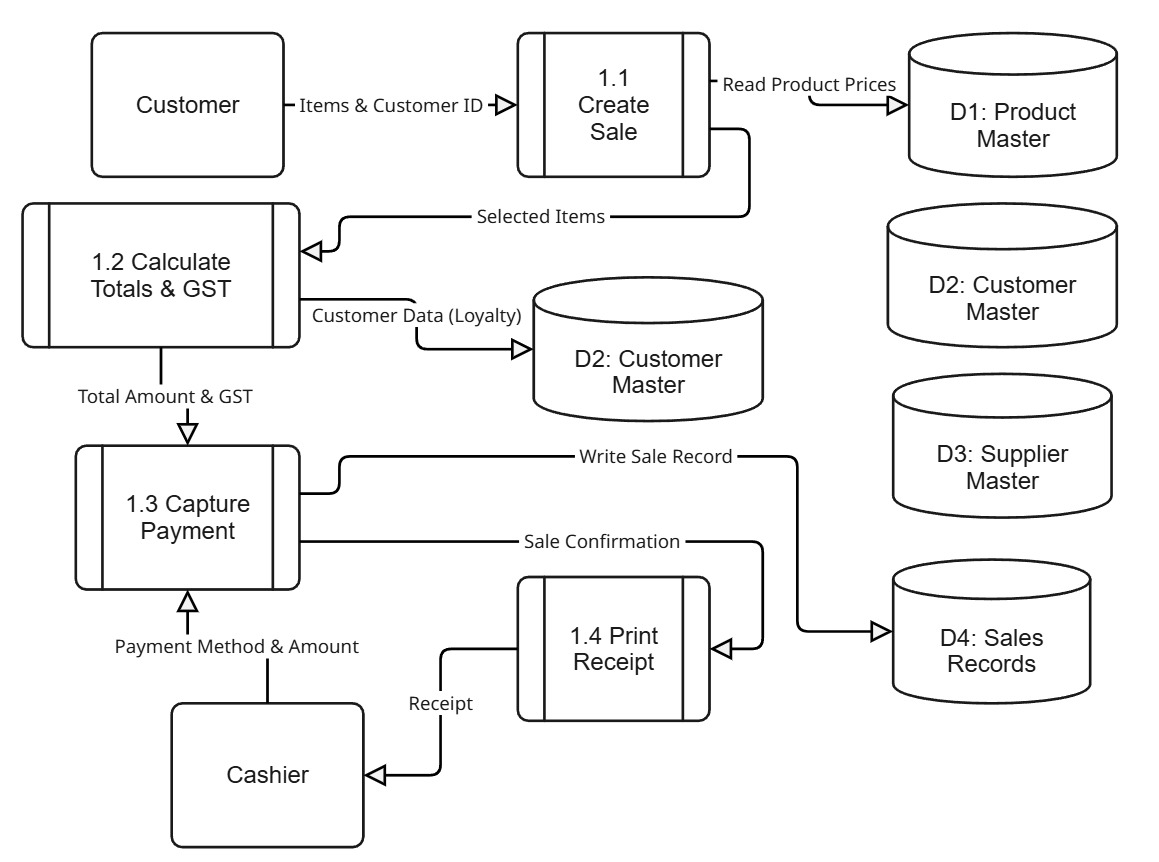 Customer
Items & Customer ID
1.1
Create
Sale
Read Product Prices
D1: Product
Master
Selected Items
1.2 Calculate
Totals & GST
D2: Customer
Master
Customer Data (Loyalty)
D2: Customer
Master
Total Amount & GST
D3: Supplier
Master
Write Sale Record
1.3 Capture
Payment
Sale Confirmation
1.4 Print
Receipt
D4: Sales
Records
Payment Method & Amount
Receipt
Cashier